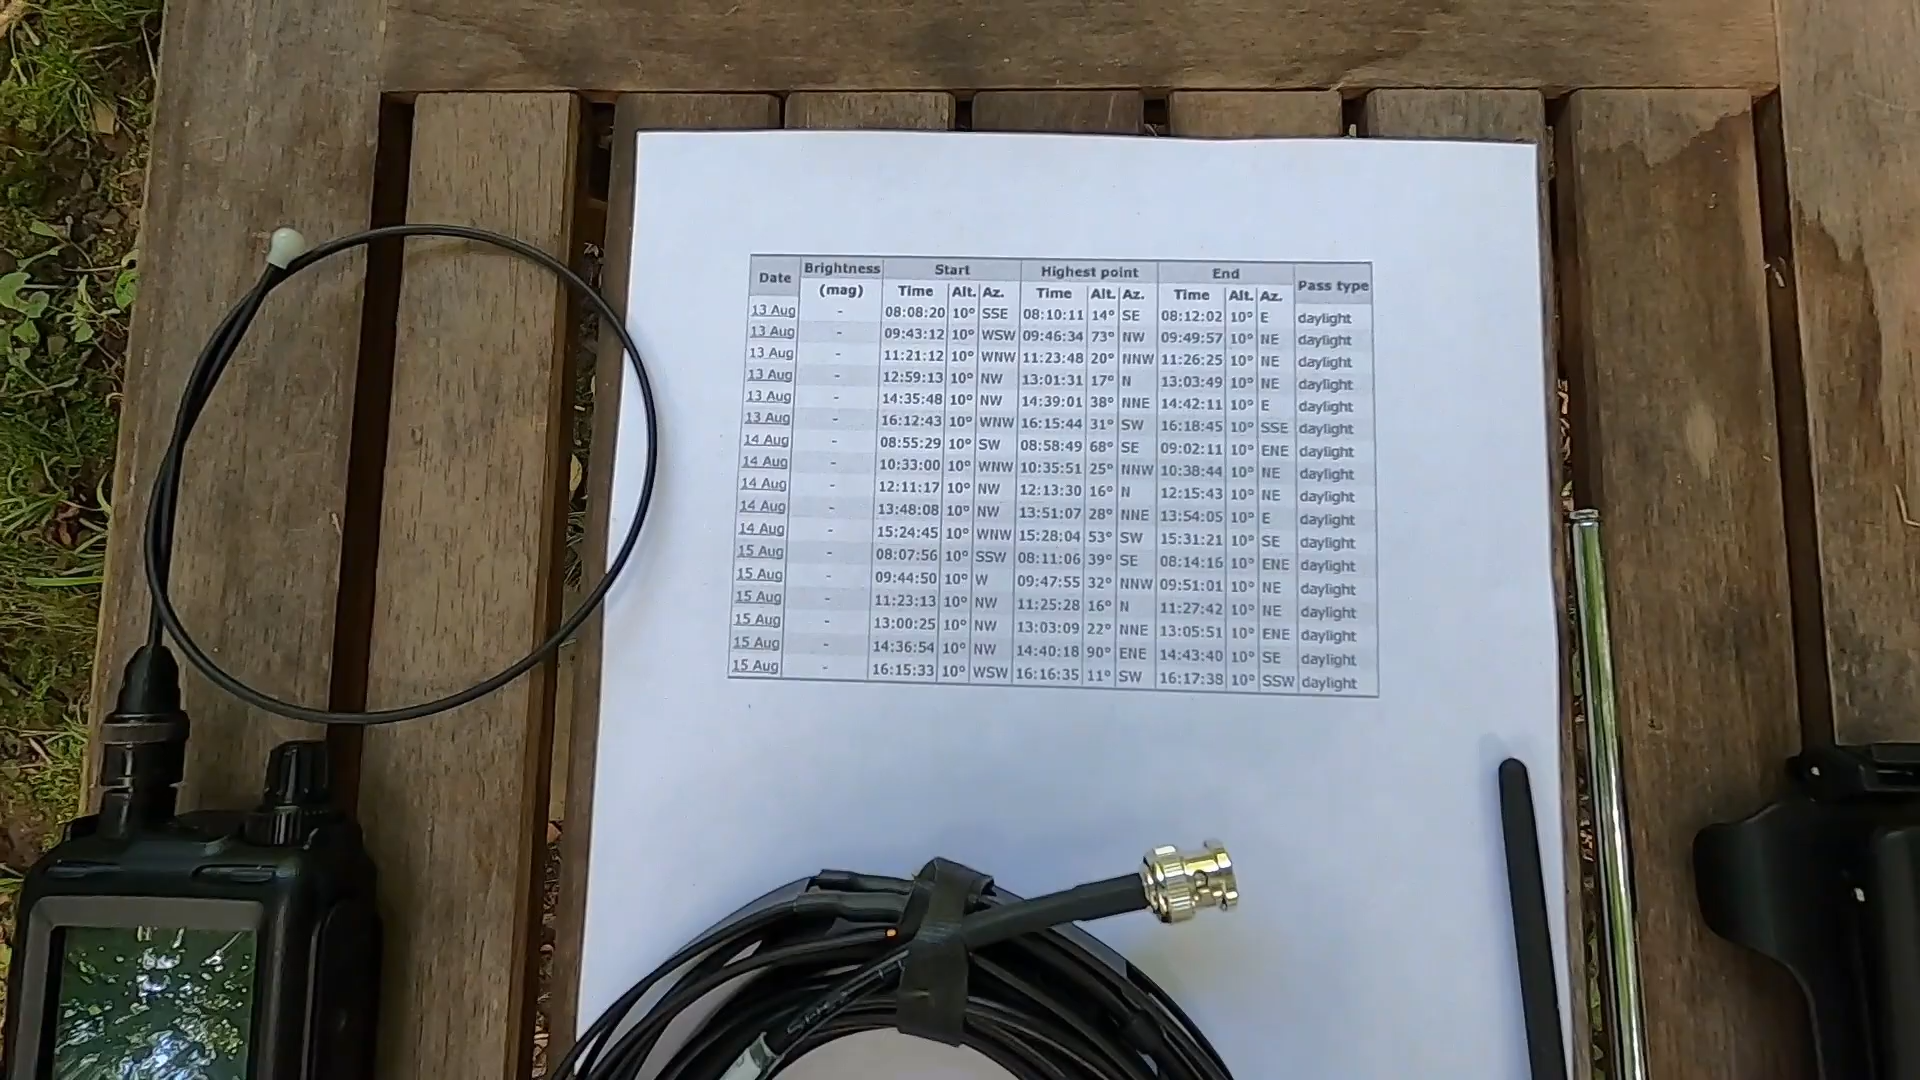 Date Brightness Start Highest point End Pass type
(mag) Time Alt. Az. Time Alt. Az. Time Alt. Az.
13 Aug - 08:08:20 10° SSE 08:10:11 14° SE 08:12:02 10° E daylight
13 Aug - 09:43:12 10° WSW 09:46:34 73° NW 09:49:57 10° NE daylight
13 Aug - 11:21:12 10° WNW 11:23:48 20° NNW 11:26:25 10° NE daylight
13 Aug - 12:59:13 10° NW 13:01:31 17° N 13:03:49 10° NE daylight
13 Aug - 14:35:48 10° NW 14:39:01 38° NNE 14:42:11 10° E daylight
13 Aug - 16:12:43 10° WNW 16:15:44 31° SW 16:18:45 10° SSE daylight
14 Aug - 08:55:29 10° SW 08:58:49 68° SE 09:02:11 10° ENE daylight
14 Aug - 10:33:00 10° WNW 10:35:51 25° NNW 10:38:44 10° NE daylight
14 Aug - 12:11:17 10° NW 12:13:30 16° N 12:15:43 10° NE daylight
14 Aug - 13:48:08 10° NW 13:51:07 28° NNE 13:54:05 10° E daylight
14 Aug - 15:24:45 10° WNW 15:28:04 53° SW 15:31:21 10° SE daylight
15 Aug - 08:07:56 10° SSW 08:11:06 39° SE 08:14:16 10° ENE daylight
15 Aug - 09:44:50 10° W 09:47:55 32° NNW 09:51:01 10° NE daylight
15 Aug - 11:23:13 10° NW 11:25:28 16° N 11:27:42 10° NE daylight
15 Aug - 13:00:25 10° NW 13:03:09 22° NNE 13:05:51 10° ENE daylight
15 Aug - 14:36:54 10° NW 14:40:18 90° ENE 14:43:40 10° SE daylight
15 Aug - 16:15:33 10° WSW 16:16:35 11° SW 16:17:38 10° SSW daylight